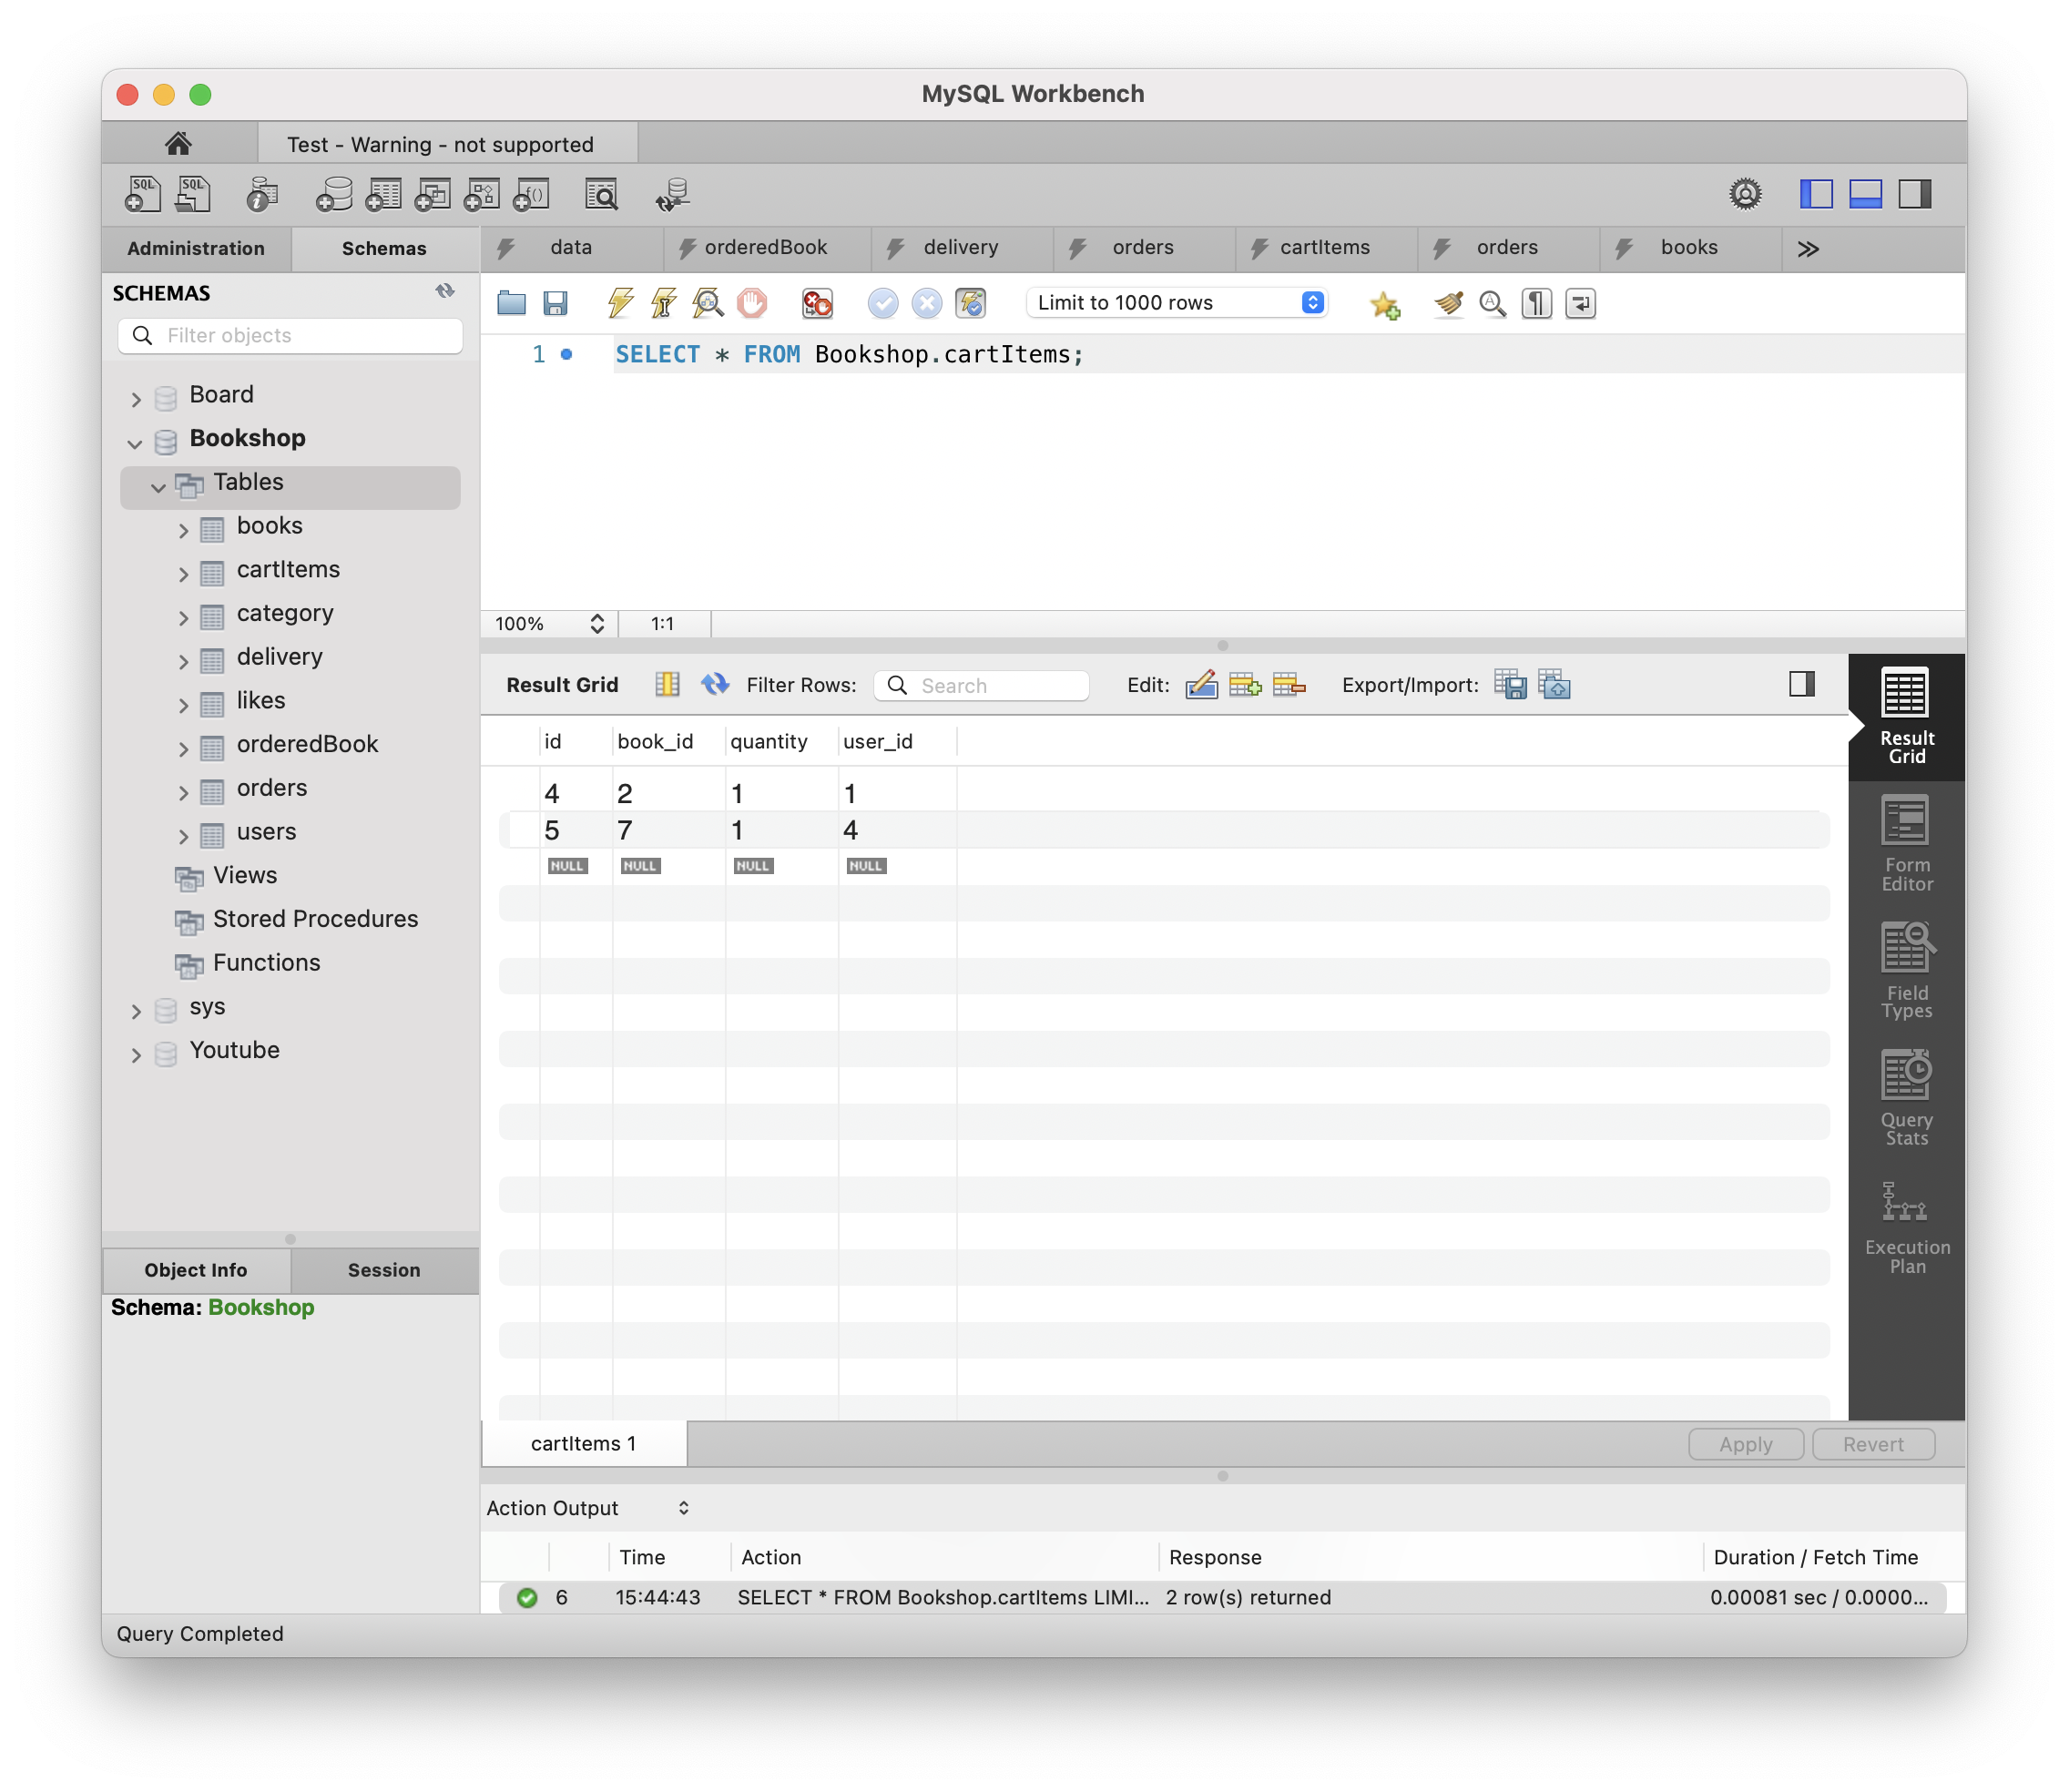 MySQL Workbench
Test - Warning - not supported
SQL SQL
Administration Schemas data orderedBook delivery orders cartItems orders books
SCHEMAS
Filter objects
Limit to 1000 rows
1 SELECT * FROM Bookshop.cartItems;
Board
Bookshop
Tables
books
cartItems
category
delivery
likes
orderedBook
orders
users
Views
Stored Procedures
Functions
sys
Youtube
100% 1:1
Result Grid Filter Rows: Search Edit: Export/Import:
id book_id quantity user_id
4 2 1 1
5 7 1 4
NULL NULL NULL NULL
Result
Grid
Form
Editor
Field
Types
Query
Stats
Execution
Plan
Object Info Session
Schema: Bookshop
cartItems 1 Apply Revert
Action Output
Time Action Response Duration / Fetch Time
6 15:44:43 SELECT * FROM Bookshop.cartItems LIMI... 2 row(s) returned 0.00081 sec / 0.0000...
Query Completed